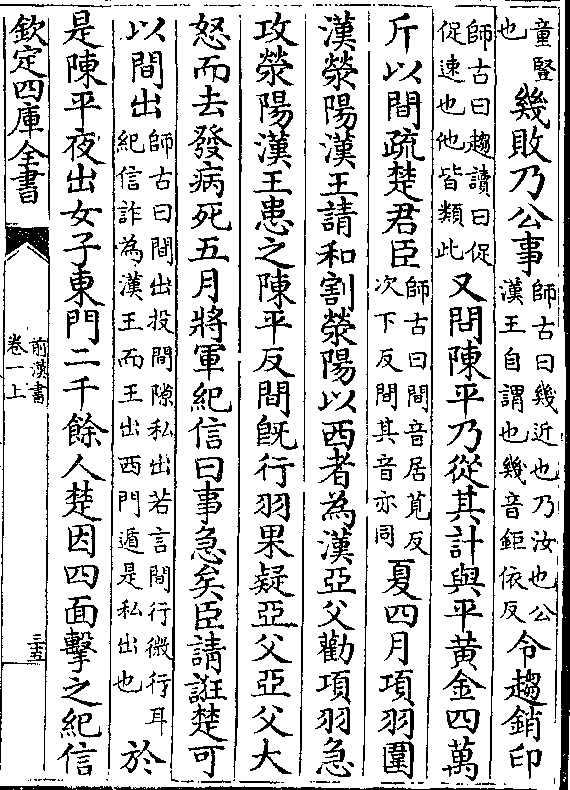 童豎也幾敗乃公事師古曰幾近也乃汝也公漢王自謂也幾音鉅依反令趨銷印
師古曰趨讀曰促促速也他皆類此又問陳平乃從其計與平黃金四萬
斤以間疏楚君臣師古曰間音居莧反次下反間其音亦同夏四月項羽圍
漢滎陽漢王請和割滎陽以西者為漢亞父勸項羽急
攻滎陽漢王患之陳平反間既行羽果疑亞父亞父大
怒而去發病死五月將軍紀信曰事急矣臣請誑楚可
以間出師古曰間出投間隙私出若言間行微行耳紀信詐為漢王而王出西門遁是私出也於
是陳平夜出女子東門二千餘人楚因四面擊之紀信
欽定四庫全書
前漢書
卷一上
三五